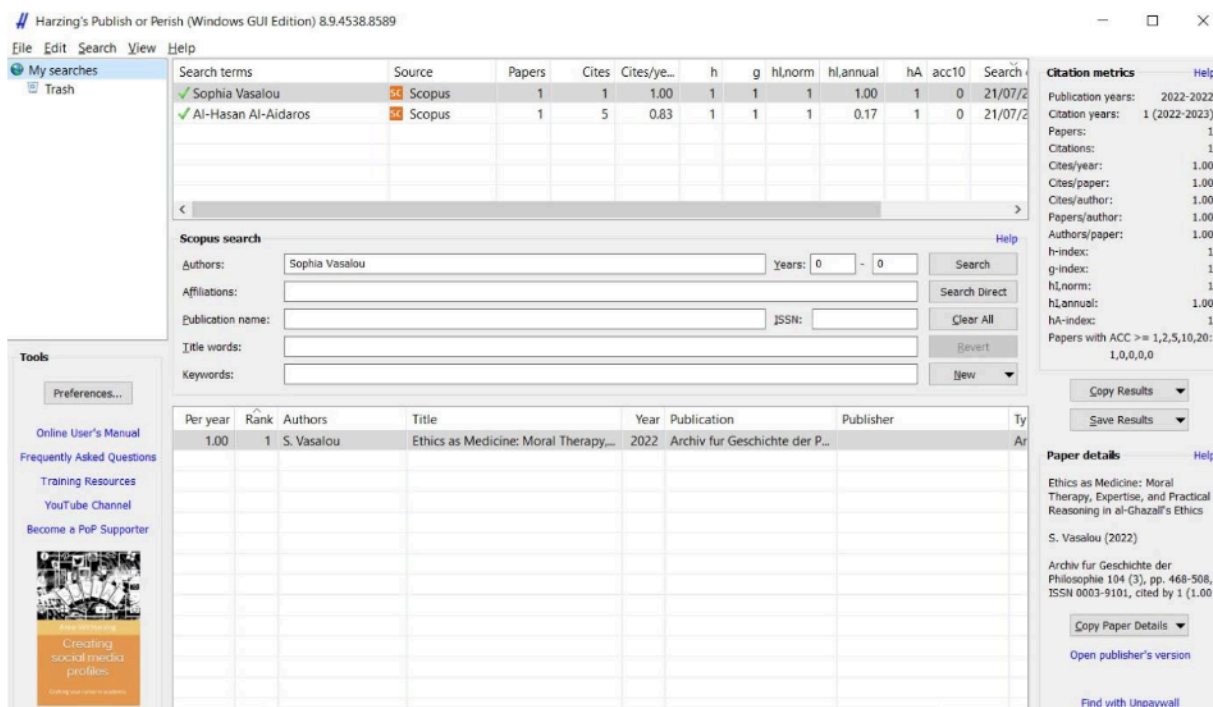 Harzing's Publish or Perish (Windows GUI Edition) 8.9.4538.8589
File Edit Search View Help
My searches
Trash
Search terms Source Papers Cites Cites/ye... h g hI,norm hI,annual hA acc10 Search
Sophia Vasalou SC Scopus 1 1 1.00 1 1 1 1.00 1 0 21/07/2
Al-Hasan Al-Aidaros SC Scopus 1 5 0.83 1 1 1 0.17 1 0 21/07/2
Scopus search Help
Authors: Sophia Vasalou Years: 0 - 0 Search
Affiliations: Search Direct
Publication name: ISSN: Clear All
Title words: Revert
Keywords: New
Per year Rank Authors Title Year Publication Publisher Ty
1.00 1 S. Vasalou Ethics as Medicine: Moral Therapy,... 2022 Archiv fur Geschichte der P... Ar
Tools
Preferences...
Online User's Manual
Frequently Asked Questions
Training Resources
YouTube Channel
Become a PoP Supporter
Creating
social media
profiles
Citation metrics Help
Publication years: 2022-2022
Citation years: 1 (2022-2023)
Papers: 1
Citations: 1
Cites/year: 1.00
Cites/paper: 1.00
Cites/author: 1.00
Papers/author: 1.00
Authors/paper: 1.00
h-index: 1
g-index: 1
hI,norm: 1
hI,annual: 1.00
hA-index: 1
Papers with ACC >= 1,2,5,10,20:
1,0,0,0,0
Copy Results
Save Results
Paper details Help
Ethics as Medicine: Moral
Therapy, Expertise, and Practical
Reasoning in al-Ghazalī's Ethics
S. Vasalou (2022)
Archiv fur Geschichte der
Philosophie 104 (3), pp. 468-508,
ISSN 0003-9101, cited by 1 (1.00
Copy Paper Details
Open publisher's version
Find with Unpaywall